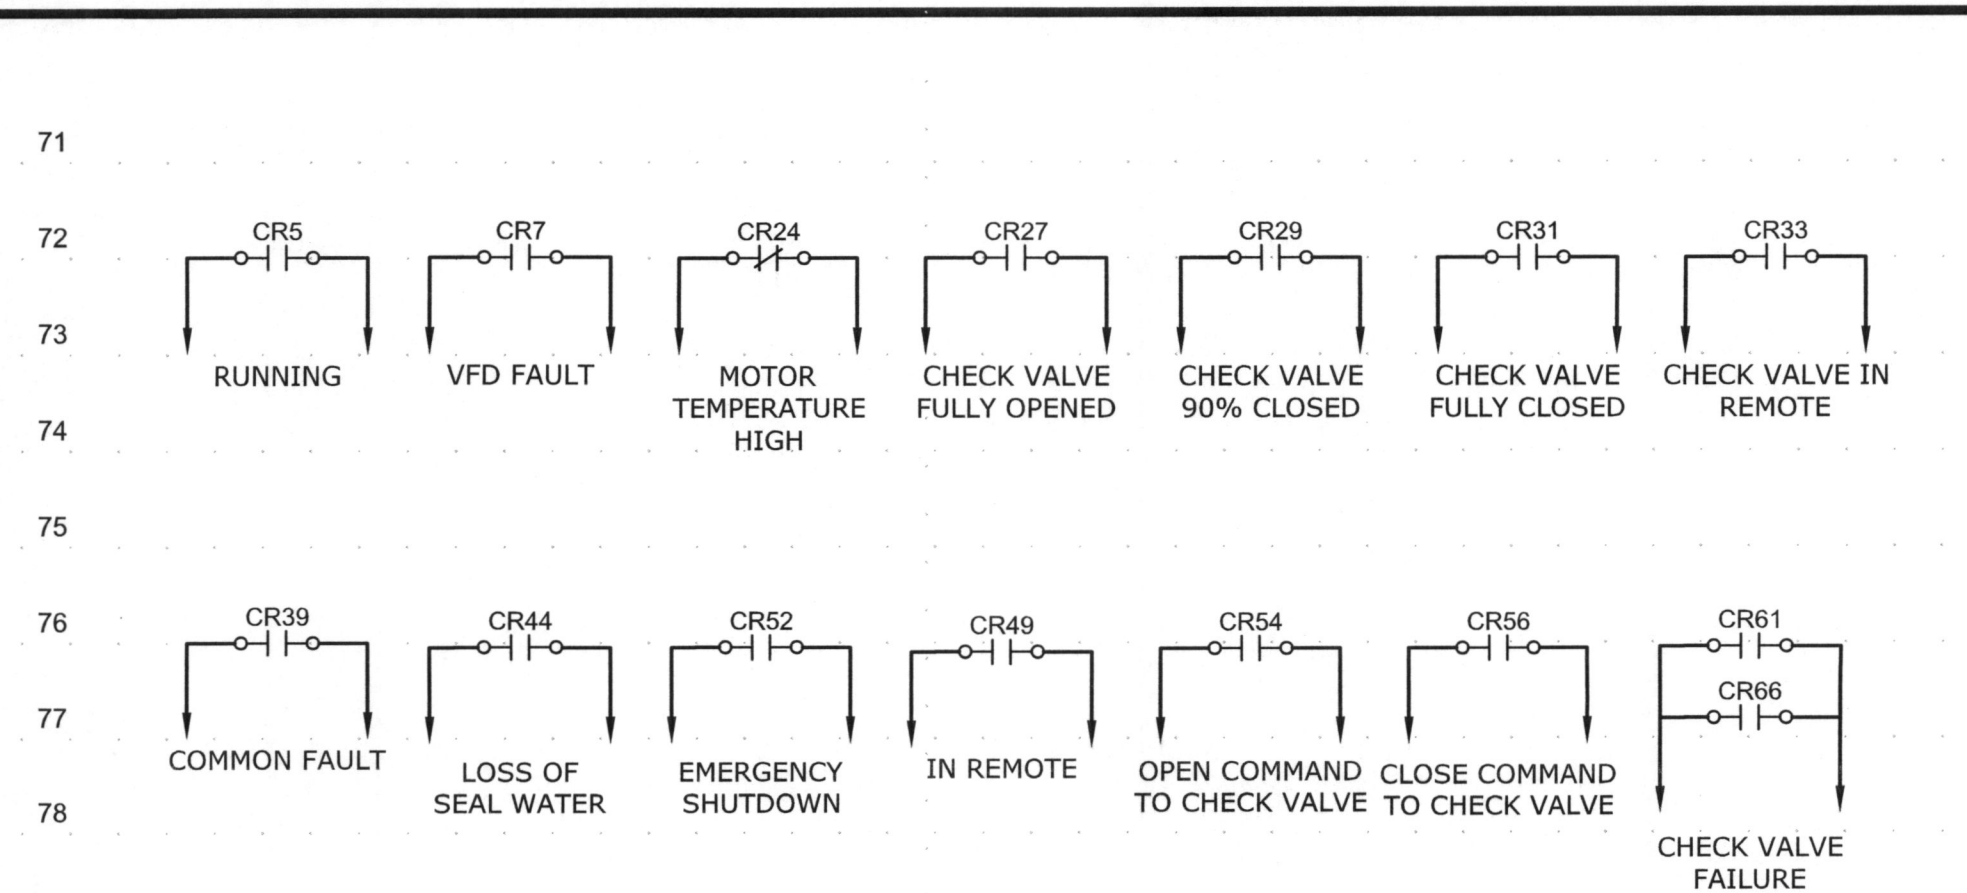 71
72
CR5
CR7
CR24
CR27
CR29
CR31
CR33
73
RUNNING
VFD FAULT
MOTOR
TEMPERATURE
HIGH
CHECK VALVE
FULLY OPENED
CHECK VALVE
90% CLOSED
CHECK VALVE
FULLY CLOSED
CHECK VALVE IN
REMOTE
74
75
76
CR39
CR44
CR52
CR49
CR54
CR56
CR61
CR66
77
COMMON FAULT
LOSS OF
SEAL WATER
EMERGENCY
SHUTDOWN
IN REMOTE
OPEN COMMAND
TO CHECK VALVE
CLOSE COMMAND
TO CHECK VALVE
CHECK VALVE
FAILURE
78